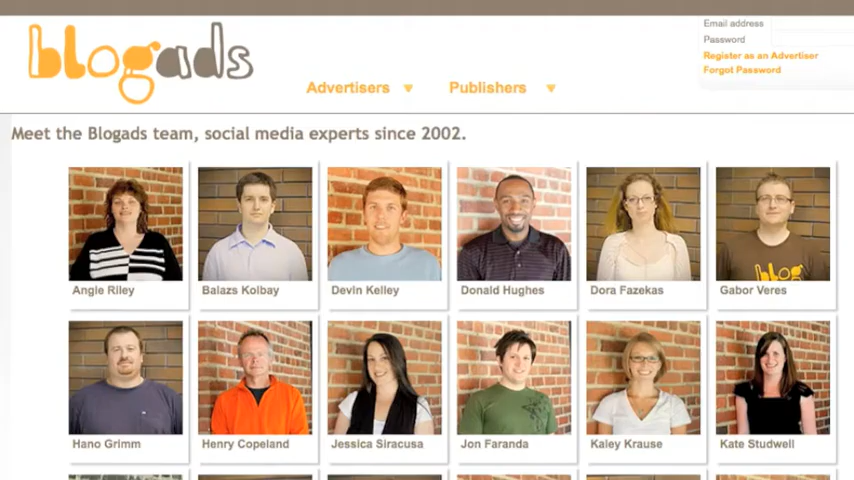 blogads
Email address
Password
Register as an Advertiser
Forgot Password
Advertisers
Publishers
Meet the Blogads team, social media experts since 2002.
blog
Angie Riley
Balazs Kolbay
Devin Kelley
Donald Hughes
Dora Fazekas
Gabor Veres
Hano Grimm
Henry Copeland
Jessica Siracusa
Jon Faranda
Kaley Krause
Kate Studwell